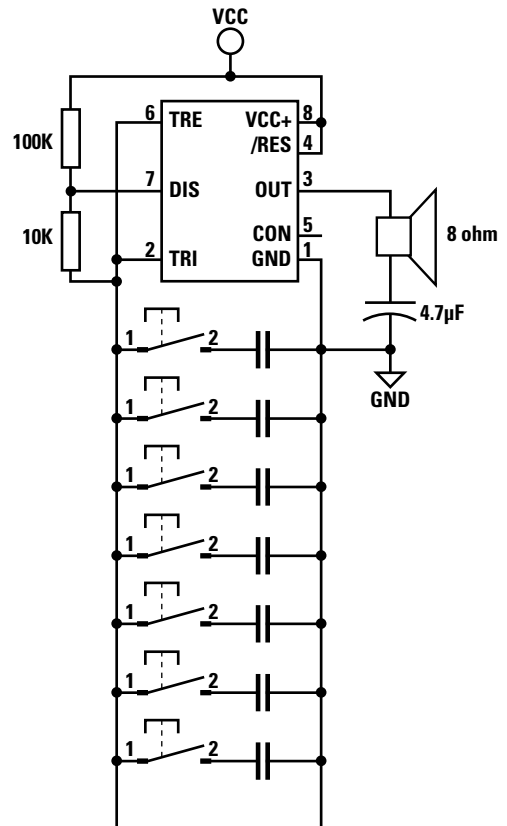 VCC
6 TRE VCC+ 8
100K
/RES 4
7 DIS OUT 3
10K
8 ohm
CON 5
2 TRI GND 1
4.7µF
1 2
GND
1 2
1 2
1 2
1 2
1 2
1 2